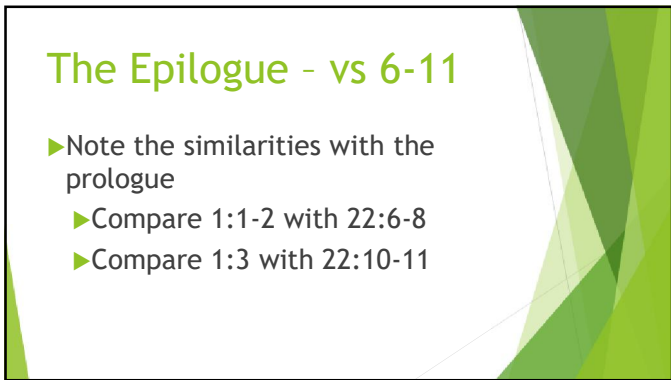 The Epilogue – vs 6-11
Note the similarities with the
prologue
Compare 1:1-2 with 22:6-8
Compare 1:3 with 22:10-11